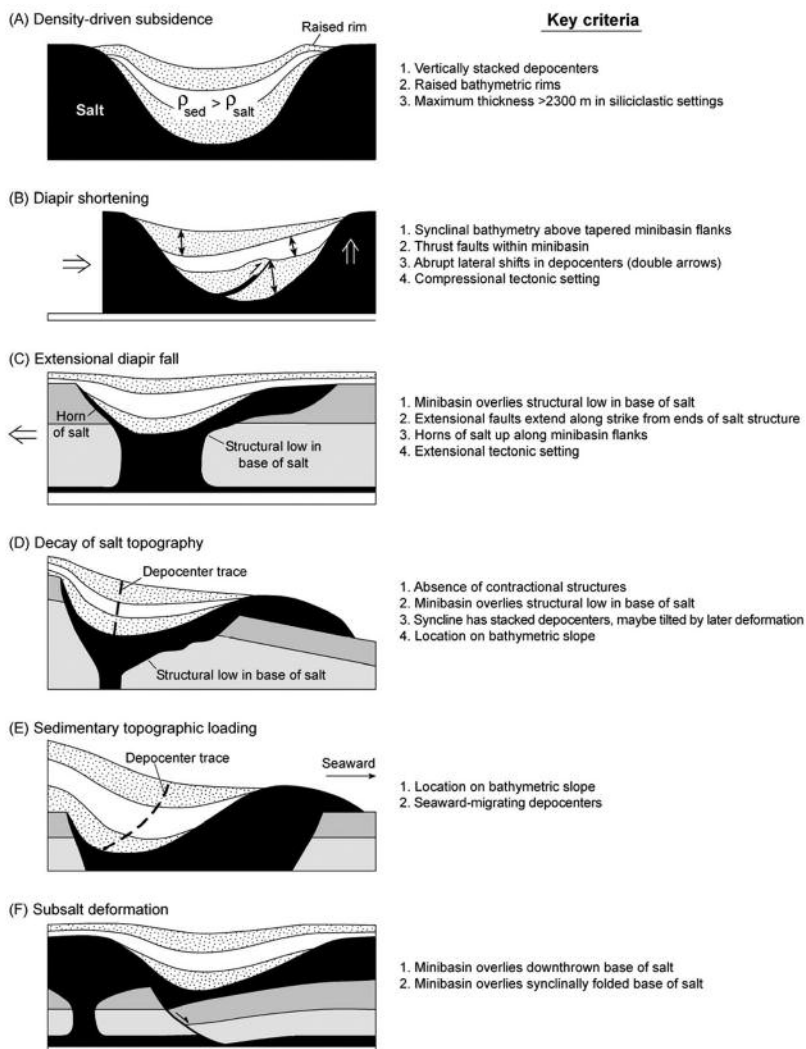 (A) Density-driven subsidence
Raised rim
Salt
ρsed > ρsalt
Key criteria
1. Vertically stacked depocenters
2. Raised bathymetric rims
3. Maximum thickness >2300 m in siliciclastic settings
(B) Diapir shortening
1. Synclinal bathymetry above tapered minibasin flanks
2. Thrust faults within minibasin
3. Abrupt lateral shifts in depocenters (double arrows)
4. Compressional tectonic setting
(C) Extensional diapir fall
Horn
of salt
Structural low in
base of salt
1. Minibasin overlies structural low in base of salt
2. Extensional faults extend along strike from ends of salt structure
3. Horns of salt up along minibasin flanks
4. Extensional tectonic setting
(D) Decay of salt topography
Depocenter trace
Structural low in base of salt
1. Absence of contractional structures
2. Minibasin overlies structural low in base of salt
3. Syncline has stacked depocenters, maybe tilted by later deformation
4. Location on bathymetric slope
(E) Sedimentary topographic loading
Depocenter trace
Seaward
1. Location on bathymetric slope
2. Seaward-migrating depocenters
(F) Subsalt deformation
1. Minibasin overlies downthrown base of salt
2. Minibasin overlies synclinally folded base of salt